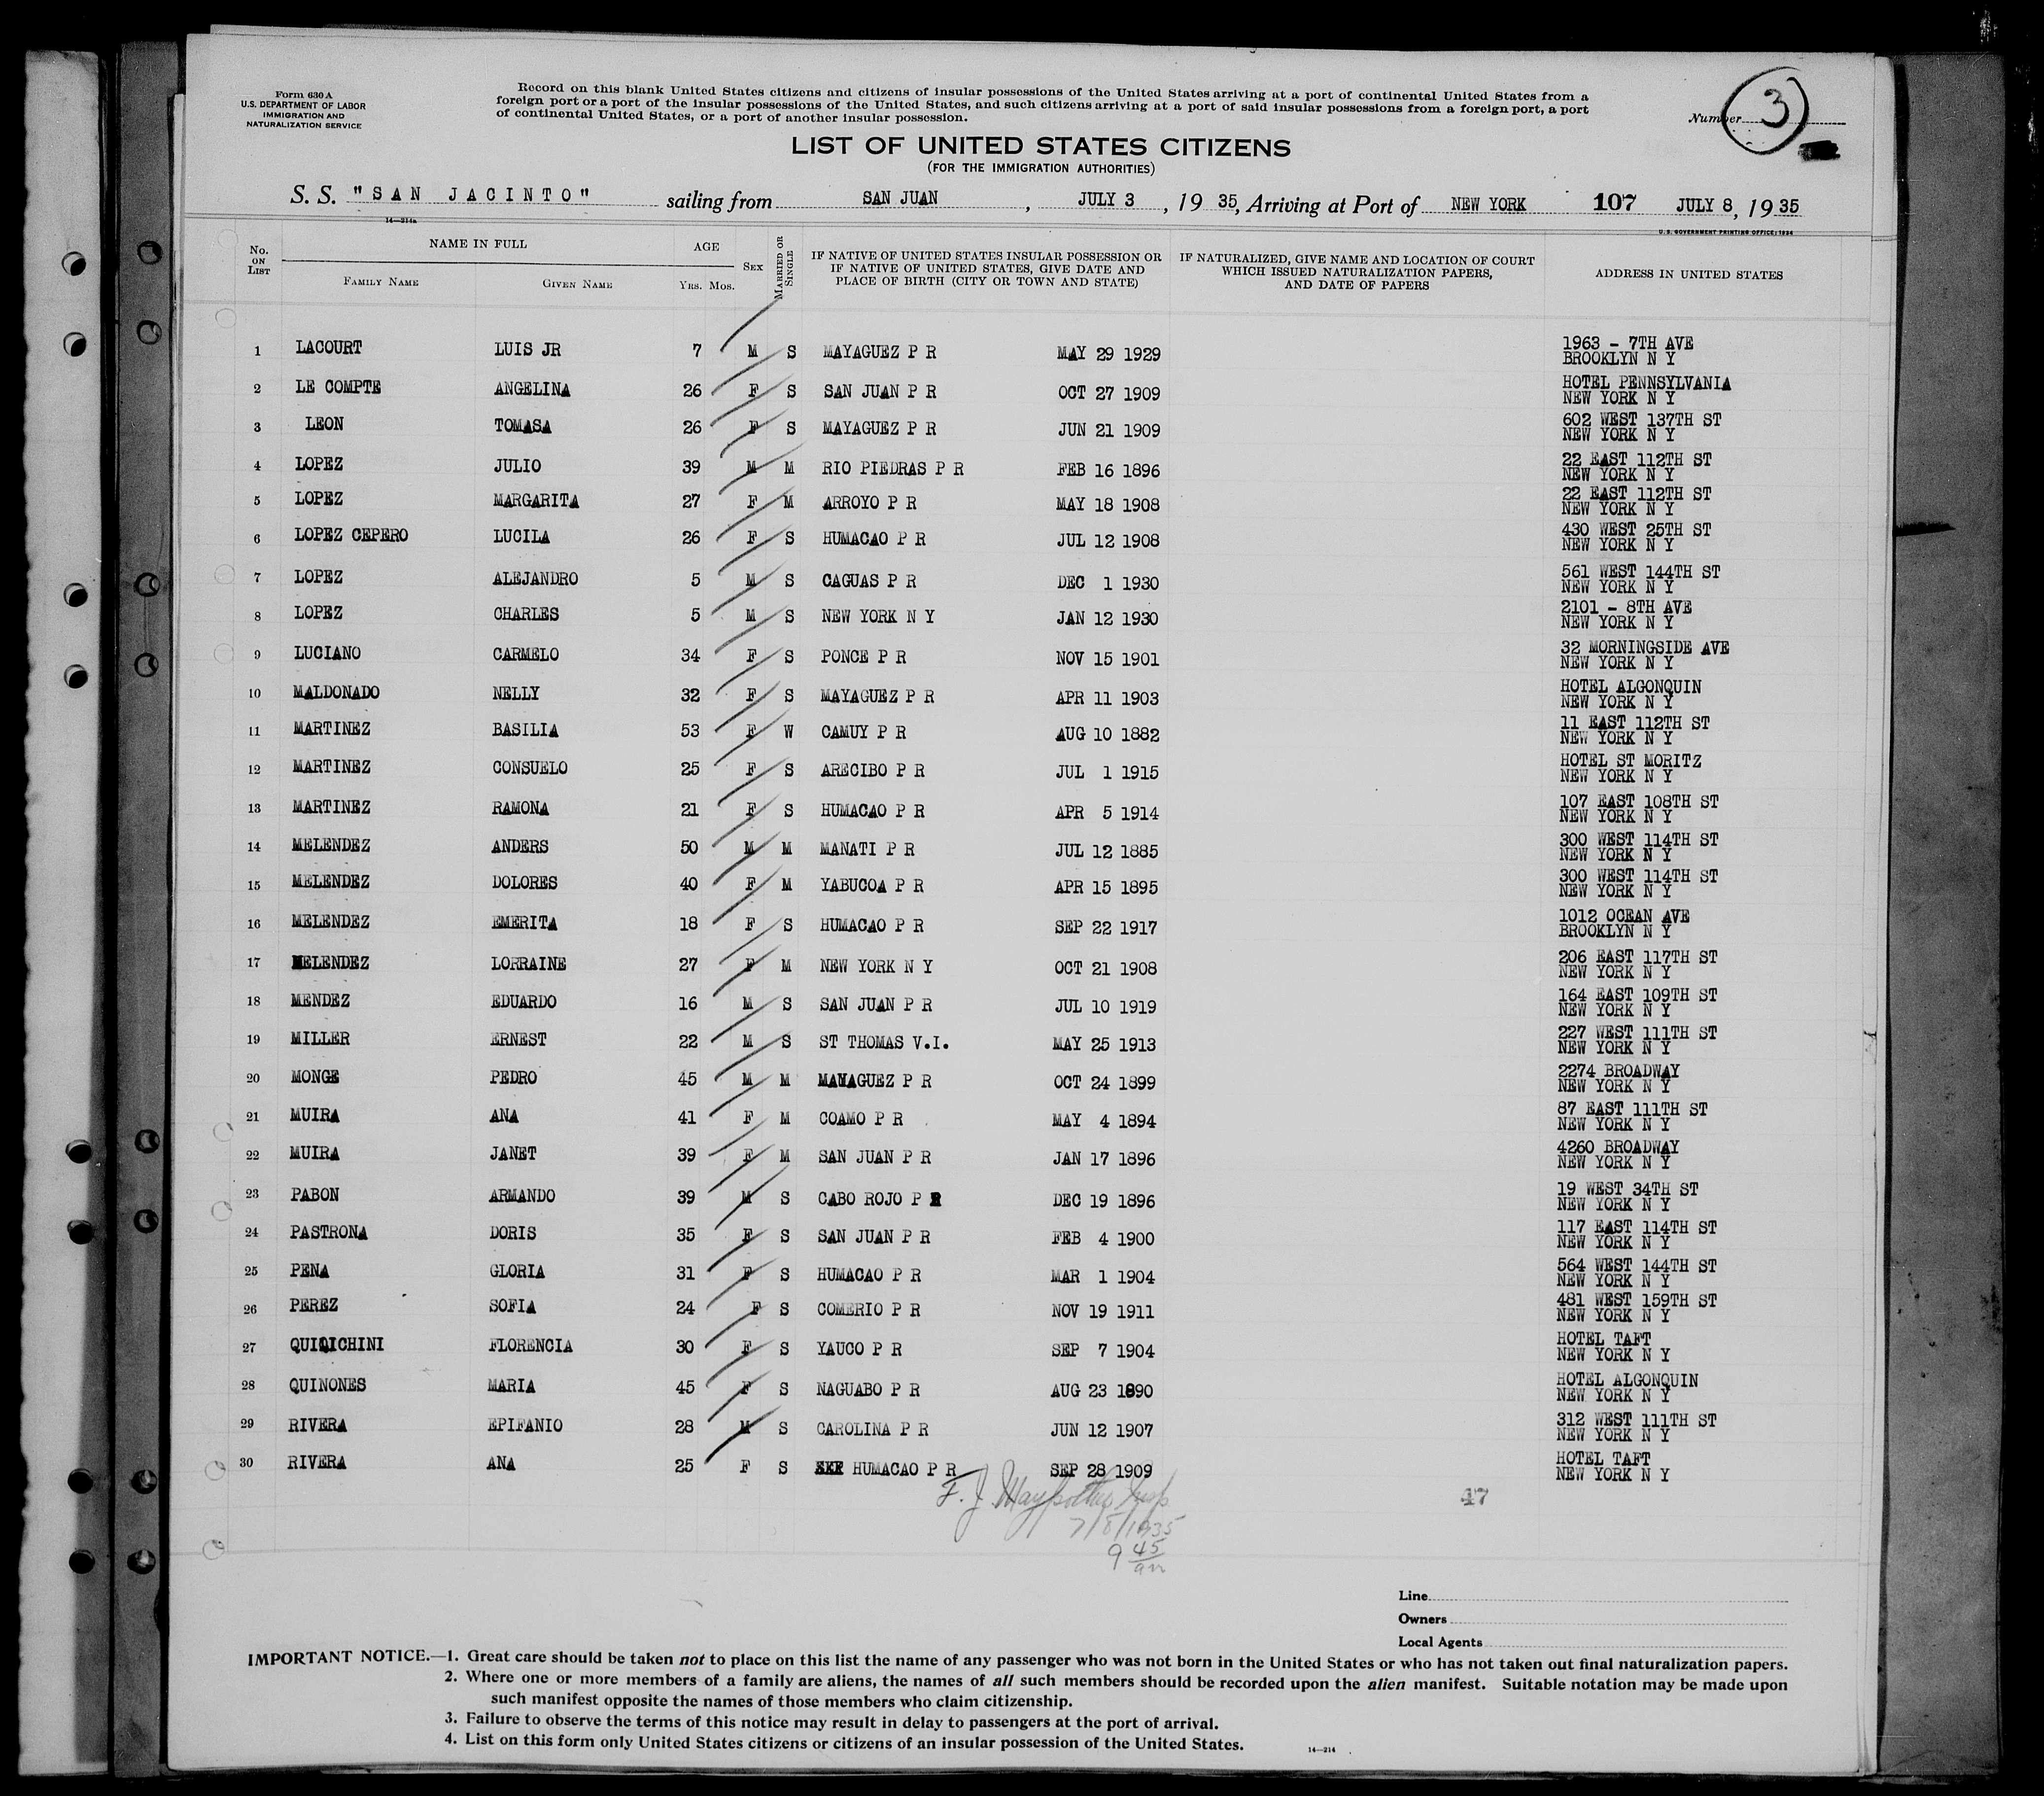 Form 630 A
U.S. DEPARTMENT OF LABOR
IMMIGRATION AND
NATURALIZATION SERVICE
Record on this blank United States citizens and citizens of insular possessions of the United States arriving at a port of continental United States from a
foreign port or a port of the insular possessions of the United States, and such citizens arriving at a port of said insular possessions from a foreign port, a port
of continental United States, or a port of another insular possession.
Number 3
LIST OF UNITED STATES CITIZENS
(FOR THE IMMIGRATION AUTHORITIES)
S. S. "SAN JACINTO" sailing from SAN JUAN, JULY 3, 19 35, Arriving at Port of NEW YORK 107 JULY 8, 19 35
14—214a
U. S. GOVERNMENT PRINTING OFFICE: 1934
No. ON LIST NAME IN FULL FAMILY NAME GIVEN NAME AGE YRS. MOS. SEX MARRIED OR SINGLE IF NATIVE OF UNITED STATES INSULAR POSSESSION OR IF NATIVE OF UNITED STATES, GIVE DATE AND PLACE OF BIRTH (CITY OR TOWN AND STATE) IF NATURALIZED, GIVE NAME AND LOCATION OF COURT WHICH ISSUED NATURALIZATION PAPERS, AND DATE OF PAPERS ADDRESS IN UNITED STATES
1 LACOURT LUIS JR 7 M S MAYAGUEZ P R MAY 29 1929 1963 - 7TH AVE
BROOKLYN N Y
2 LE COMPTE ANGELINA 26 F S SAN JUAN P R OCT 27 1909 HOTEL PENNSYLVANIA
NEW YORK N Y
3 LEON TOMASA 26 F S MAYAGUEZ P R JUN 21 1909 602 WEST 137TH ST
NEW YORK N Y
4 LOPEZ JULIO 39 M M RIO PIEDRAS P R FEB 16 1896 22 EAST 112TH ST
NEW YORK N Y
5 LOPEZ MARGARITA 27 F M ARROYO P R MAY 18 1908 22 EAST 112TH ST
NEW YORK N Y
6 LOPEZ CEPERO LUCILA 26 F S HUMACAO P R JUL 12 1908 430 WEST 25TH ST
NEW YORK N Y
7 LOPEZ ALEJANDRO 5 M S CAGUAS P R DEC 1 1930 561 WEST 144TH ST
NEW YORK N Y
8 LOPEZ CHARLES 5 M S NEW YORK N Y JAN 12 1930 2101 - 8TH AVE
NEW YORK N Y
9 LUCIANO CARMELO 34 F S PONCE P R NOV 15 1901 32 MORNINGSIDE AVE
NEW YORK N Y
10 MALDONADO NELLY 32 F S MAYAGUEZ P R APR 11 1903 HOTEL ALGONQUIN
NEW YORK N Y
11 MARTINEZ BASILIA 53 F W CAMUY P R AUG 10 1882 11 EAST 112TH ST
NEW YORK N Y
12 MARTINEZ CONSUELO 25 F S ARECIBO P R JUL 1 1915 HOTEL ST MORITZ
NEW YORK N Y
13 MARTINEZ RAMONA 21 F S HUMACAO P R APR 5 1914 107 EAST 108TH ST
NEW YORK N Y
14 MELENDEZ ANDERS 50 M M MANATI P R JUL 12 1885 300 WEST 114TH ST
NEW YORK N Y
15 MELENDEZ DOLORES 40 F M YABUCOA P R APR 15 1895 300 WEST 114TH ST
NEW YORK N Y
16 MELENDEZ EMERITA 18 F S HUMACAO P R SEP 22 1917 1012 OCEAN AVE
BROOKLYN N Y
17 MELENDEZ LORRAINE 27 F M NEW YORK N Y OCT 21 1908 206 EAST 117TH ST
NEW YORK N Y
18 MENDEZ EDUARDO 16 M S SAN JUAN P R JUL 10 1919 164 EAST 109TH ST
NEW YORK N Y
19 MILLER ERNEST 22 M S ST THOMAS V.I. MAY 25 1913 227 WEST 111TH ST
NEW YORK N Y
20 MONGE PEDRO 45 M M MAYAGUEZ P R OCT 24 1899 2274 BROADWAY
NEW YORK N Y
21 MUIRA ANA 41 F M COAMO P R MAY 4 1894 87 EAST 111TH ST
NEW YORK N Y
22 MUIRA JANET 39 F M SAN JUAN P R JAN 17 1896 4260 BROADWAY
NEW YORK N Y
23 PABON ARMANDO 39 M S CABO ROJO P R DEC 19 1896 19 WEST 34TH ST
NEW YORK N Y
24 PASTRONA DORIS 35 F S SAN JUAN P R FEB 4 1900 117 EAST 114TH ST
NEW YORK N Y
25 PENA GLORIA 31 F S HUMACAO P R MAR 1 1904 564 WEST 144TH ST
NEW YORK N Y
26 PEREZ SOFIA 24 F S COMERIO P R NOV 19 1911 481 WEST 159TH ST
NEW YORK N Y
27 QUIQICHINI FLORENCIA 30 F S YAUCO P R SEP 7 1904 HOTEL TAFT
NEW YORK N Y
28 QUINONES MARIA 45 F S NAGUABO P R AUG 23 1890 HOTEL ALGONQUIN
NEW YORK N Y
29 RIVERA EPIFANIO 28 M S CAROLINA P R JUN 12 1907 312 WEST 111TH ST
NEW YORK N Y
30 RIVERA ANA 25 F S HUMACAO P R SEP 28 1909 HOTEL TAFT
NEW YORK N Y
F. J.
47
7/8/1935
9 45
am
Line
Owners
Local Agents
IMPORTANT NOTICE.—1. Great care should be taken not to place on this list the name of any passenger who was not born in the United States or who has not taken out final naturalization papers.
2. Where one or more members of a family are aliens, the names of all such members should be recorded upon the alien manifest. Suitable notation may be made upon
such manifest opposite the names of those members who claim citizenship.
3. Failure to observe the terms of this notice may result in delay to passengers at the port of arrival.
4. List on this form only United States citizens or citizens of an insular possession of the United States.
14—214